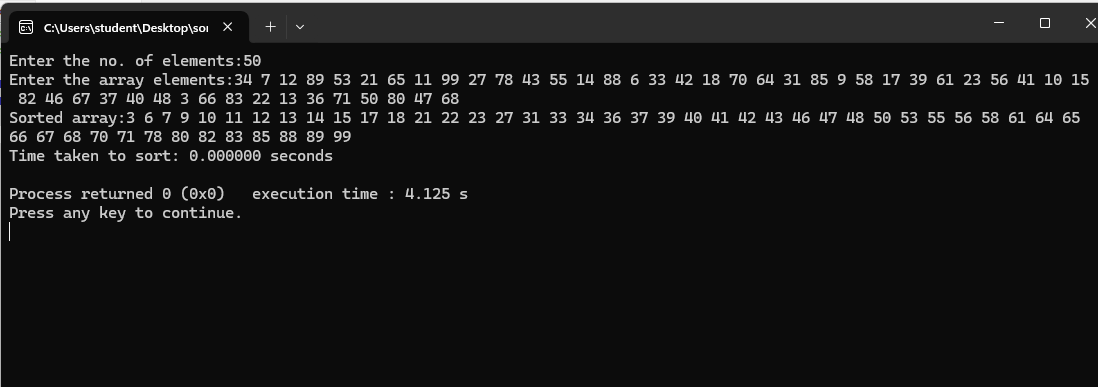 C:\Users\student\Desktop\sor
Enter the no. of elements:50
Enter the array elements:34 7 12 89 53 21 65 11 99 27 78 43 55 14 88 6 33 42 18 70 64 31 85 9 58 17 39 61 23 56 41 10 15
82 46 67 37 40 48 3 66 83 22 13 36 71 50 80 47 68
Sorted array:3 6 7 9 10 11 12 13 14 15 17 18 21 22 23 27 31 33 34 36 37 39 40 41 42 43 46 47 48 50 53 55 56 58 61 64 65
66 67 68 70 71 78 80 82 83 85 88 89 99
Time taken to sort: 0.000000 seconds
Process returned 0 (0x0)   execution time : 4.125 s
Press any key to continue.